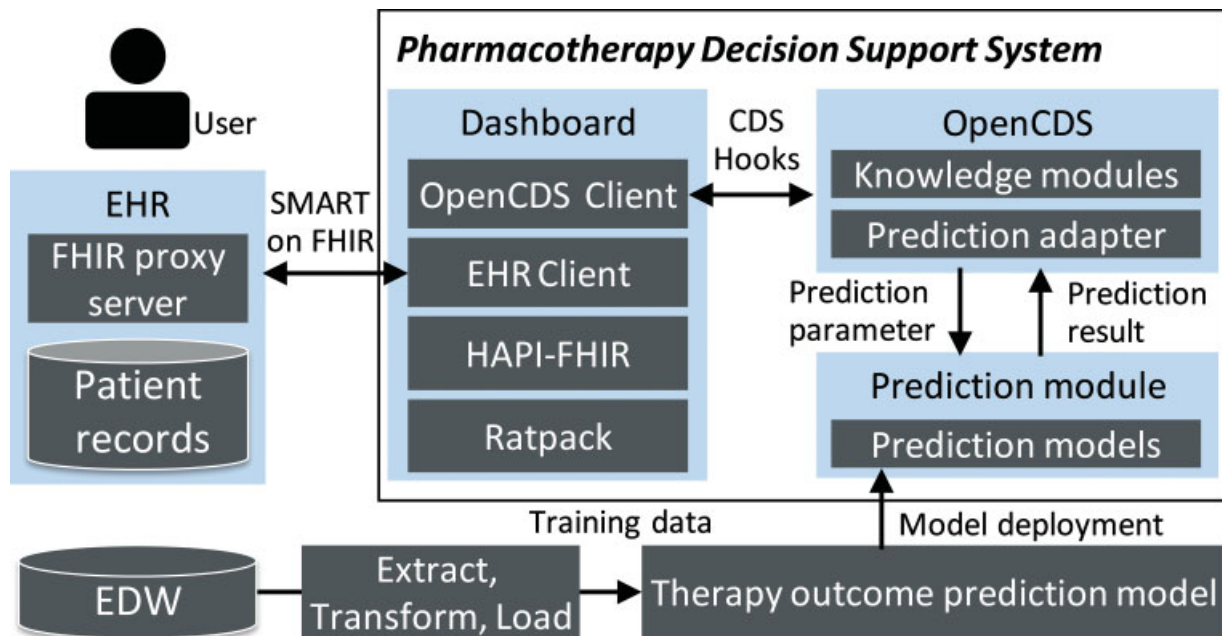 Pharmacotherapy Decision Support System
User
EHR
FHIR proxy
server
Patient
records
SMART
on FHIR
Dashboard
OpenCDS Client
EHR Client
HAPI-FHIR
Ratpack
CDS
Hooks
OpenCDS
Knowledge modules
Prediction adapter
Prediction
parameter
Prediction
result
Prediction module
Prediction models
Training data
Model deployment
EDW
Extract,
Transform, Load
Therapy outcome prediction model